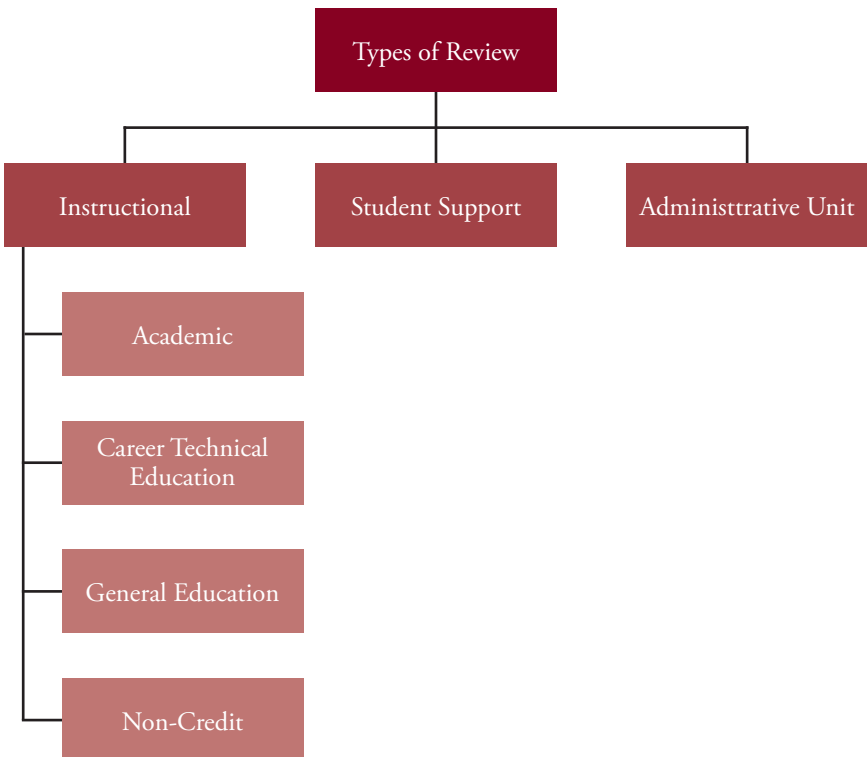 Types of Review
Instructional
Student Support
Administtrative Unit
Academic
Career Technical
Education
General Education
Non-Credit